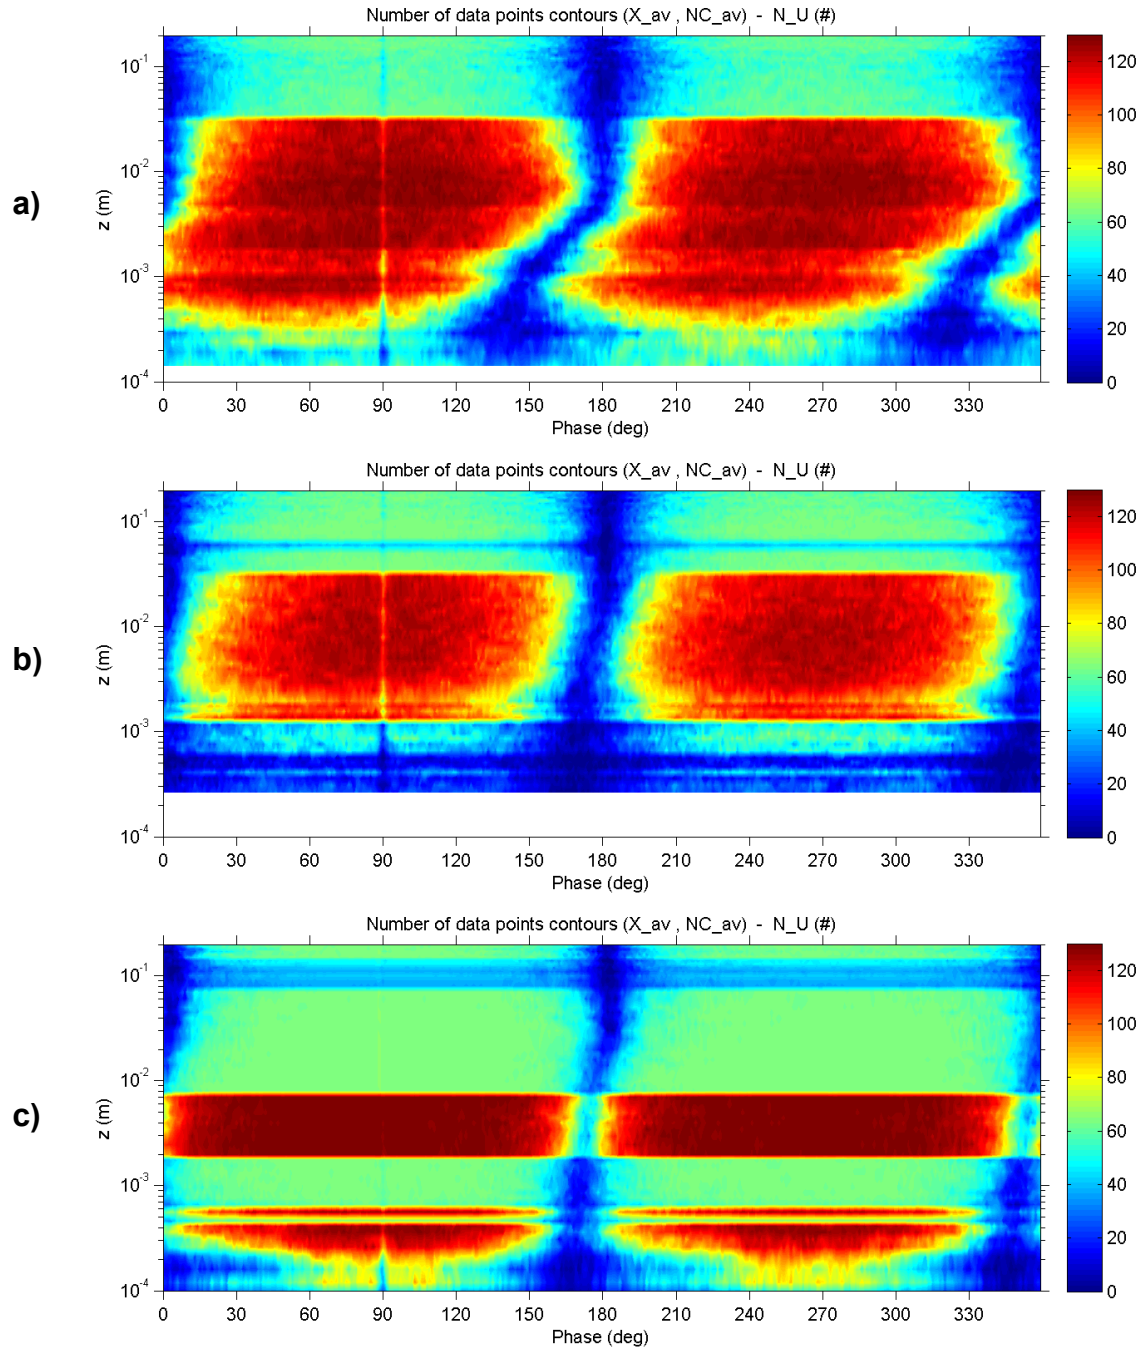 Number of data points contours (X_av , NC_av) - N_U (#)
a)
z (m)
10^-1
10^-2
10^-3
10^-4
0 30 60 90 120 150 180 210 240 270 300 330
Phase (deg)
120
100
80
60
40
20
0
Number of data points contours (X_av , NC_av) - N_U (#)
b)
z (m)
10^-1
10^-2
10^-3
10^-4
0 30 60 90 120 150 180 210 240 270 300 330
Phase (deg)
120
100
80
60
40
20
0
Number of data points contours (X_av , NC_av) - N_U (#)
c)
z (m)
10^-1
10^-2
10^-3
10^-4
0 30 60 90 120 150 180 210 240 270 300 330
Phase (deg)
120
100
80
60
40
20
0